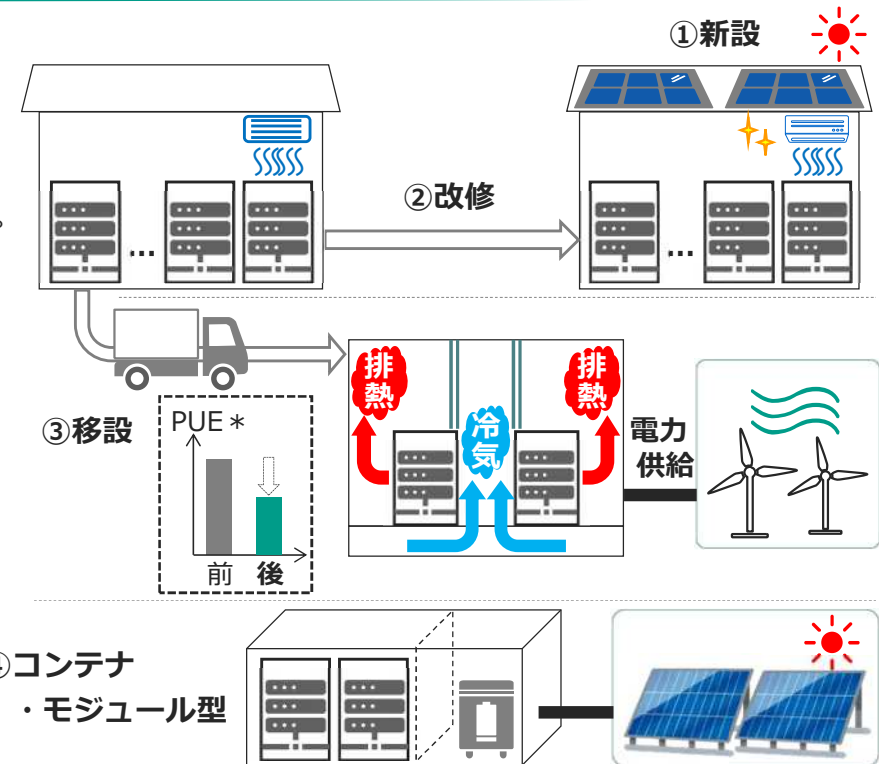 ①新設
②改修
。
③移設
PUE＊
前
後
排熱
冷気
排熱
電力
供給
④コンテナ
・モジュール型